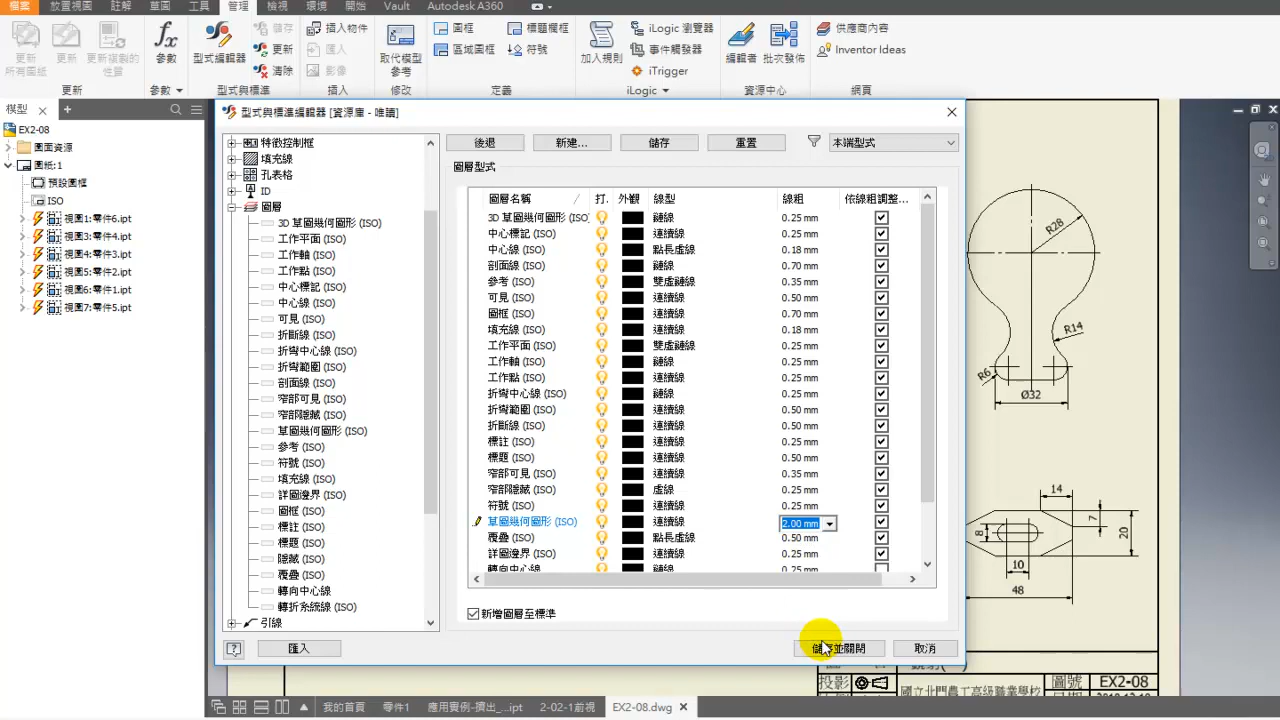 檔案 放置視圖 註解 草圖 工具 管理 檢視 環境 開始 Vault Autodesk A360
更新所有圖紙
更新
更新複製的性質
更新
fx
參數
參數
型式編輯器
儲存
更新
清除
型式與標準
插入物件
匯入
影像
插入
取代模型參考
修改
圖框
標題欄框
區域圖框
符號
定義
加入規則
iLogic 瀏覽器
事件觸發器
iTrigger
iLogic
編輯者
批次發佈
資源中心
供應商內容
Inventor Ideas
網頁
模型
EX2-08
圖面資源
圖紙:1
預設圖框
ISO
視圖1:零件6.ipt
視圖3:零件4.ipt
視圖4:零件3.ipt
視圖5:零件2.ipt
視圖6:零件1.ipt
視圖7:零件5.ipt
型式與標準編輯器 [資源庫 - 唯讀]
特徵控制框
填充線
孔表格
ID
圖層
3D 草圖幾何圖形 (ISO)
工作平面 (ISO)
工作軸 (ISO)
工作點 (ISO)
中心標記 (ISO)
中心線 (ISO)
可見 (ISO)
折斷線 (ISO)
折彎中心線 (ISO)
折彎範圍 (ISO)
剖面線 (ISO)
窄部可見 (ISO)
窄部隱藏 (ISO)
草圖幾何圖形 (ISO)
參考 (ISO)
符號 (ISO)
填充線 (ISO)
詳圖邊界 (ISO)
圖框 (ISO)
標註 (ISO)
標題 (ISO)
隱藏 (ISO)
覆疊 (ISO)
轉向中心線
轉折系統線 (ISO)
引線
後退 新建... 儲存 重置 本端型式
圖層型式
圖層名稱 打. 外觀 線型 線組 依線組調整...
3D 草圖幾何圖形 (ISO 鏈線 0.25 mm
中心標記 (ISO) 連續線 0.25 mm
中心線 (ISO) 點長虛線 0.18 mm
剖面線 (ISO) 鏈線 0.70 mm
參考 (ISO) 雙虛鏈線 0.35 mm
可見 (ISO) 連續線 0.50 mm
圖框 (ISO) 連續線 0.70 mm
填充線 (ISO) 連續線 0.18 mm
工作平面 (ISO) 雙虛鏈線 0.25 mm
工作軸 (ISO) 鏈線 0.25 mm
工作點 (ISO) 連續線 0.25 mm
折彎中心線 (ISO) 鏈線 0.25 mm
折彎範圍 (ISO) 連續線 0.50 mm
折斷線 (ISO) 連續線 0.50 mm
標註 (ISO) 連續線 0.25 mm
標題 (ISO) 連續線 0.50 mm
窄部可見 (ISO) 連續線 0.35 mm
窄部隱藏 (ISO) 虛線 0.25 mm
符號 (ISO) 連續線 0.25 mm
草圖幾何圖形 (ISO) 連續線 2.00 mm
覆疊 (ISO) 點長虛線 0.50 mm
詳圖邊界 (ISO) 連續線 0.25 mm
轉向中心線 鏈線 0.25 mm
新增圖層至標準
匯入 儲存並關閉 取消
R28
R14
R6
Ø32
14
7
20
8
10
48
投影
國立北門農工高級職業學校
圖號 EX2-08
日期
我的首頁 零件1 應用實例-擠出_...ipt 2-02-1前視 EX2-08.dwg